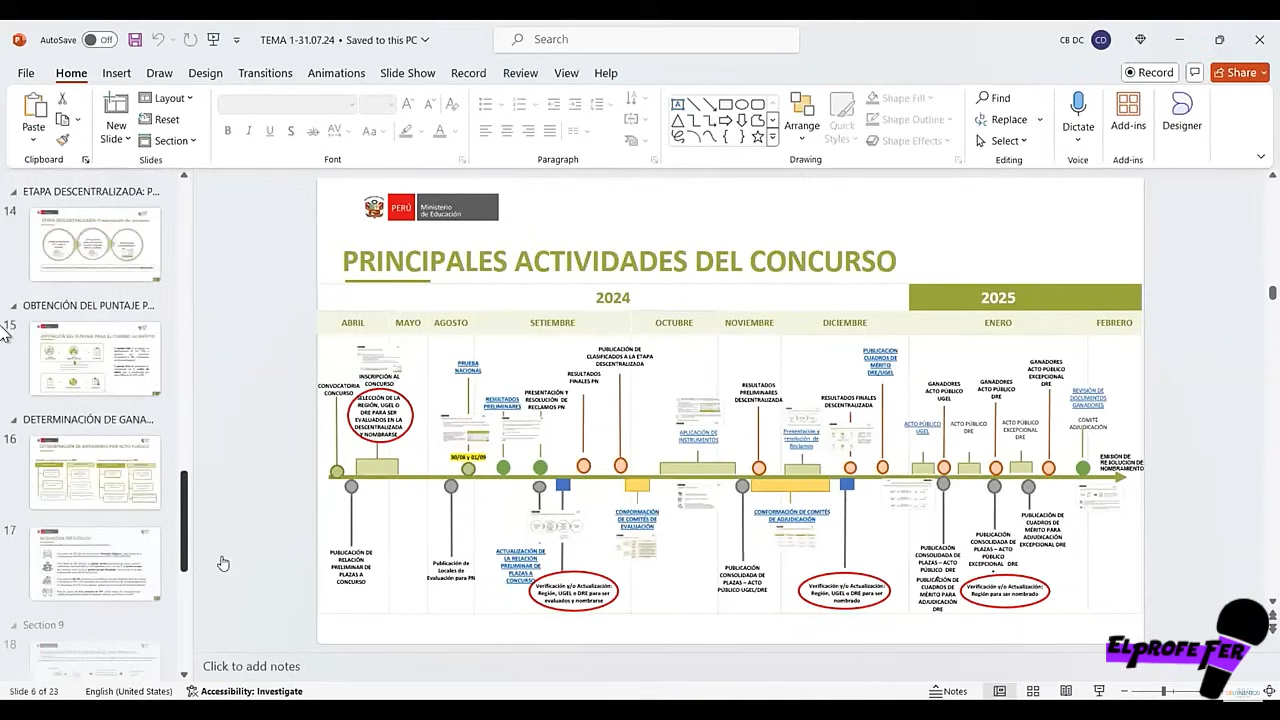 AutoSave
Off
TEMA 1-31.07.24 • Saved to this PC
Search
CB DC
CD
File
Home
Insert
Draw
Design
Transitions
Animations
Slide Show
Record
Review
View
Help
Record
Share
Paste
Clipboard
New
Slide
Layout
Reset
Section
Slides
Font
Paragraph
Arrange
Quick
Styles
Shape Fill
Shape Outline
Shape Effects
Drawing
Find
Replace
Select
Editing
Dictate
Voice
Add-ins
Add-ins
Designer
ETAPA DESCENTRALIZADA: P...
14
OBTENCIÓN DEL PUNTAJE P...
15
DETERMINACIÓN DE GANA...
16
17
Section 9
18
PERÚ
Ministerio
de Educación
PRINCIPALES ACTIVIDADES DEL CONCURSO
2024
2025
ABRIL
MAYO
AGOSTO
SETIEMBRE
OCTUBRE
NOVIEMBRE
DICIEMBRE
ENERO
FEBRERO
CONVOCATORIA
CONCURSO
INSCRIPCIÓN AL
CONCURSO
SELECCIÓN DE LA
REGIÓN, UGEL O
DRE PARA SER
EVALUADOS EN LA
DESCENTRALIZADA
Y NOMBRARSE
PRUEBA
NACIONAL
30/08 y 01/09
RESULTADOS
PRELIMINARES
PRESENTACIÓN Y
RESOLUCIÓN DE
RECLAMOS PN
RESULTADOS
FINALES PN
PUBLICACIÓN DE
CLASIFICADOS A LA ETAPA
DESCENTRALIZADA
APLICACIÓN DE
INSTRUMENTOS
RESULTADOS
PRELIMINARES
DESCENTRALIZADA
Presentación y
resolución de
Reclamos
RESULTADOS FINALES
DESCENTRALIZADA
PUBLICACION
CUADROS DE
MÉRITO
DRE/UGEL
ACTO PÚBLICO
UGEL
GANADORES
ACTO PÚBLICO
UGEL
ACTO PÚBLICO
DRE
GANADORES
ACTO PÚBLICO
DRE
ACTO PÚBLICO
EXCEPCIONAL
DRE
GANADORES
ACTO PÚBLICO
EXCEPCIONAL
DRE
REVISIÓN DE
DOCUMENTOS
GANADORES
COMITÉ
ADJUDICACIÓN
EMISIÓN DE
RESOLUCIÓN DE
NOMBRAMIENTO
PUBLICACIÓN DE
RELACIÓN
PRELIMINAR DE
PLAZAS A
CONCURSO
Publicación de
Locales de
Evaluación para PN
ACTUALIZACIÓN DE
LA RELACIÓN
PRELIMINAR DE
PLAZAS A
CONCURSO
Verificación y/o Actualización:
Región, UGEL o DRE para ser
evaluados y nombrarse
CONFORMACIÓN
DE COMITÉS DE
EVALUACIÓN
PUBLICACIÓN
CONSOLIDADA DE
PLAZAS – ACTO
PÚBLICO UGEL/DRE
CONFORMACIÓN DE COMITÉS
DE ADJUDICACIÓN
Verificación y/o Actualización:
Región, UGEL o DRE para ser
nombrado
PUBLICACIÓN
CONSOLIDADA DE
PLAZAS – ACTO
PÚBLICO DRE
PUBLICACIÓN DE
CUADROS DE
MÉRITO PARA
ADJUDICACIÓN
DRE
PUBLICACIÓN
CONSOLIDADA DE
PLAZAS – ACTO
PÚBLICO
EXCEPCIONAL DRE
Verificación y/o Actualización:
Región para ser nombrado
PUBLICACIÓN DE
CUADROS DE
MÉRITO PARA
ADJUDICACIÓN
EXCEPCIONAL DRE
Click to add notes
ELPROFE FER
Slide 6 of 23
English (United States)
Accessibility: Investigate
Notes